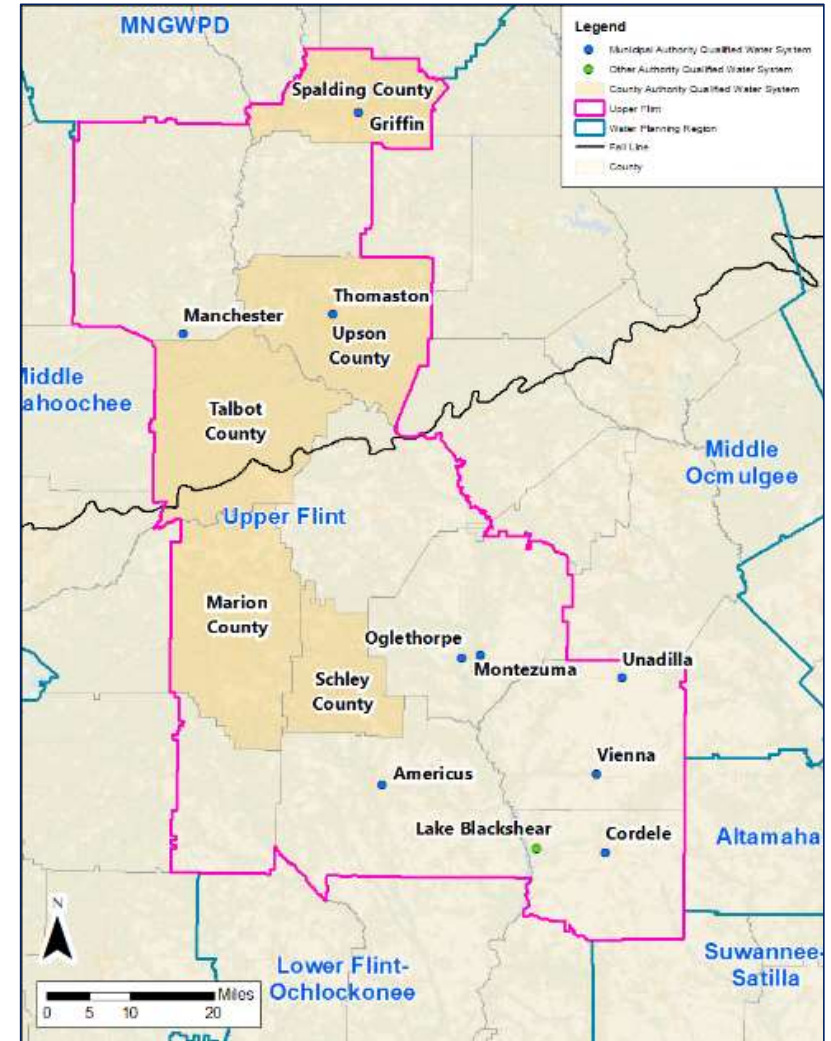 MNGWPD
Legend
Municipal Authority Qualified Water System
Other Authority Qualified Water System
County Authority Qualified Water System
Upper Flint
Water Planning Region
Fall Line
County
Spalding County
Griffin
Thomaston
Manchester
Upson
County
Middle
ahoochee
Talbot
County
Middle
Ocmulgee
Upper Flint
Marion
County
Oglethorpe
Montezuma
Unadilla
Schley
County
Vienna
Americus
Lake Blackshear
Cordele
Altamaha
N
Lower Flint-
Ochlockonee
Suwannee-
Satilla
Miles
0 5 10 20